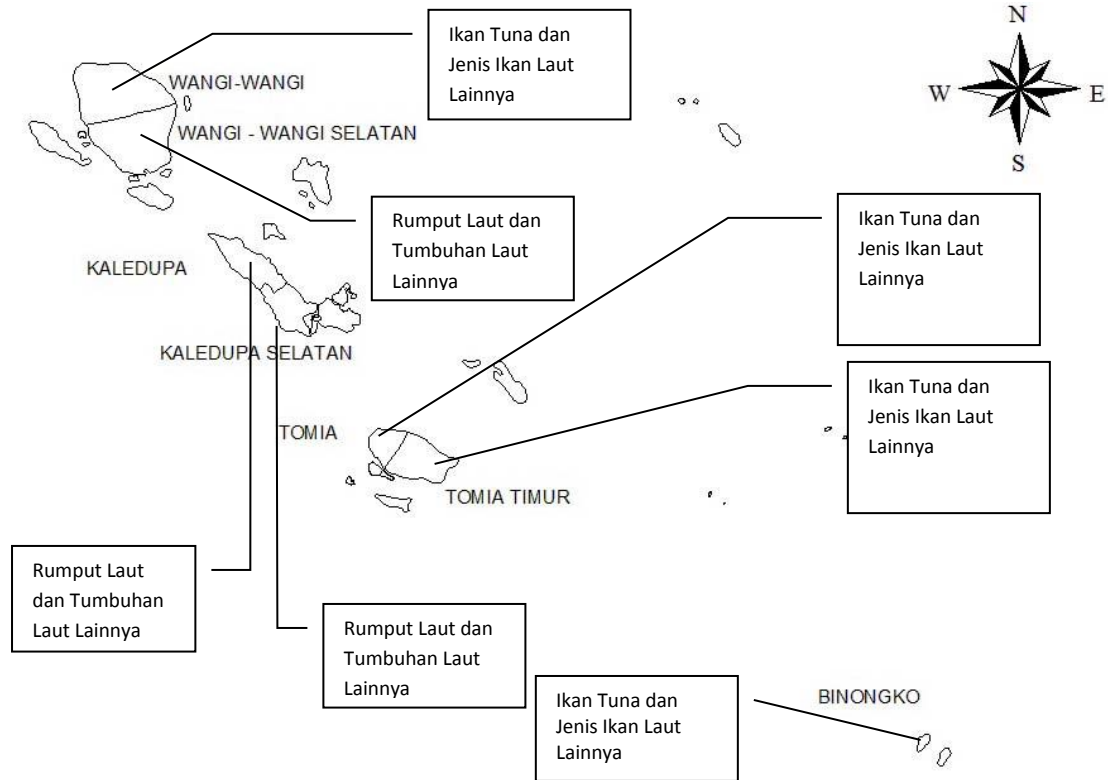 Ikan Tuna dan
Jenis Ikan Laut
Lainnya
N
W
E
S
WANGI-WANGI
WANGI - WANGI SELATAN
Rumput Laut dan
Tumbuhan Laut
Lainnya
Ikan Tuna dan
Jenis Ikan Laut
Lainnya
KALEDUPA
KALEDUPA SELATAN
Ikan Tuna dan
Jenis Ikan Laut
Lainnya
TOMIA
TOMIA TIMUR
Rumput Laut
dan Tumbuhan
Laut Lainnya
Rumput Laut dan
Tumbuhan Laut
Lainnya
Ikan Tuna dan
Jenis Ikan Laut
Lainnya
BINONGKO